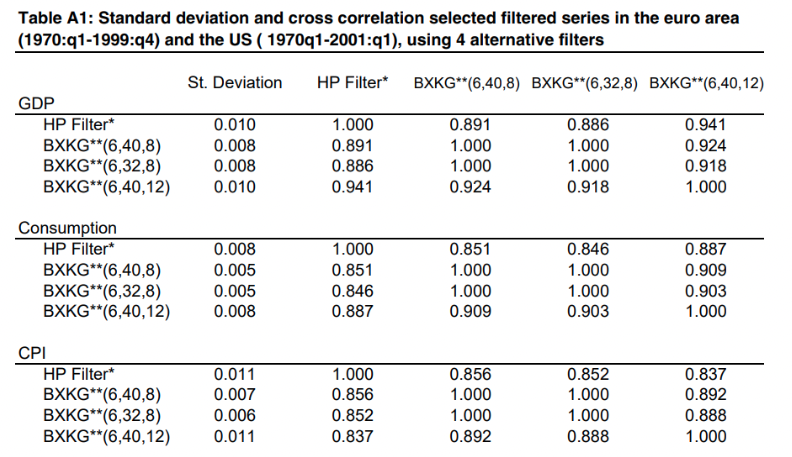 Table A1: Standard deviation and cross correlation selected filtered series in the euro area
(1970:q1-1999:q4) and the US ( 1970q1-2001:q1), using 4 alternative filters
St. Deviation HP Filter* BXKG**(6,40,8) BXKG**(6,32,8) BXKG**(6,40,12)
GDP
HP Filter* 0.010 1.000 0.891 0.886 0.941
BXKG**(6,40,8) 0.008 0.891 1.000 1.000 0.924
BXKG**(6,32,8) 0.008 0.886 1.000 1.000 0.918
BXKG**(6,40,12) 0.010 0.941 0.924 0.918 1.000
Consumption
HP Filter* 0.008 1.000 0.851 0.846 0.887
BXKG**(6,40,8) 0.005 0.851 1.000 1.000 0.909
BXKG**(6,32,8) 0.005 0.846 1.000 1.000 0.903
BXKG**(6,40,12) 0.008 0.887 0.909 0.903 1.000
CPI
HP Filter* 0.011 1.000 0.856 0.852 0.837
BXKG**(6,40,8) 0.007 0.856 1.000 1.000 0.892
BXKG**(6,32,8) 0.006 0.852 1.000 1.000 0.888
BXKG**(6,40,12) 0.011 0.837 0.892 0.888 1.000